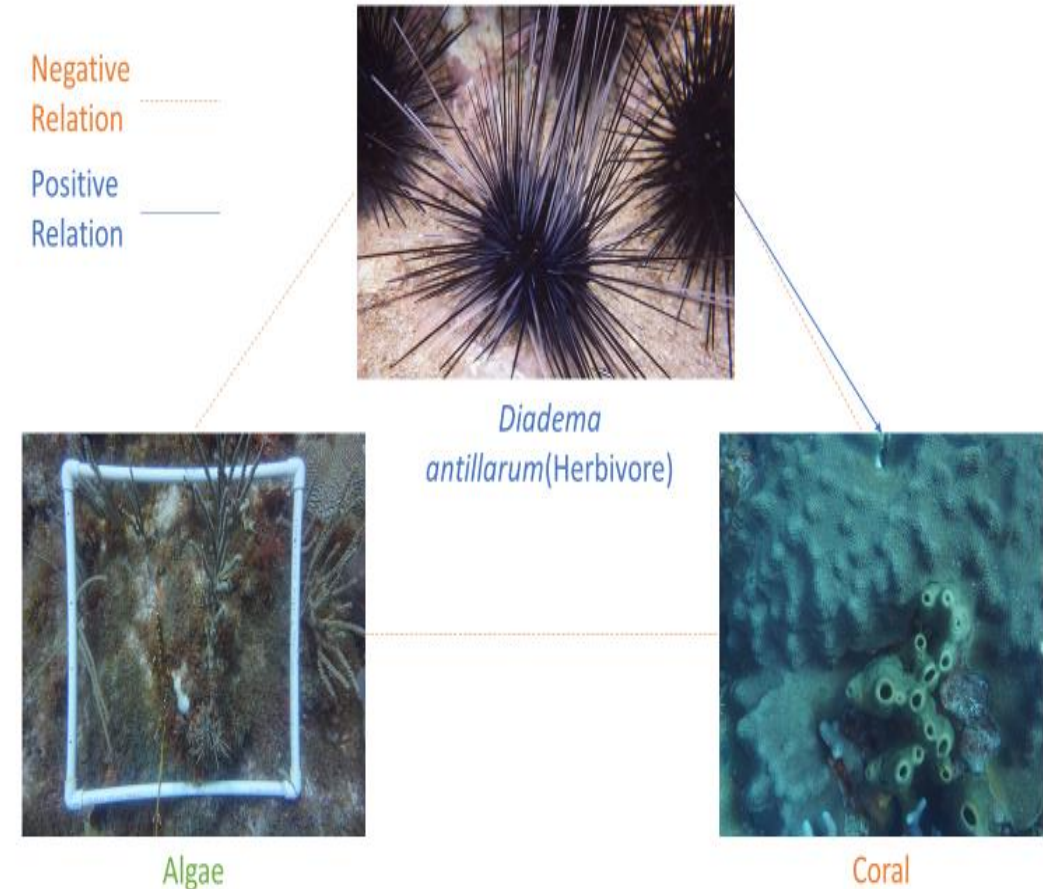 Negative
Relation
Positive
Relation
Diadema
antillarum(Herbivore)
Algae
Coral